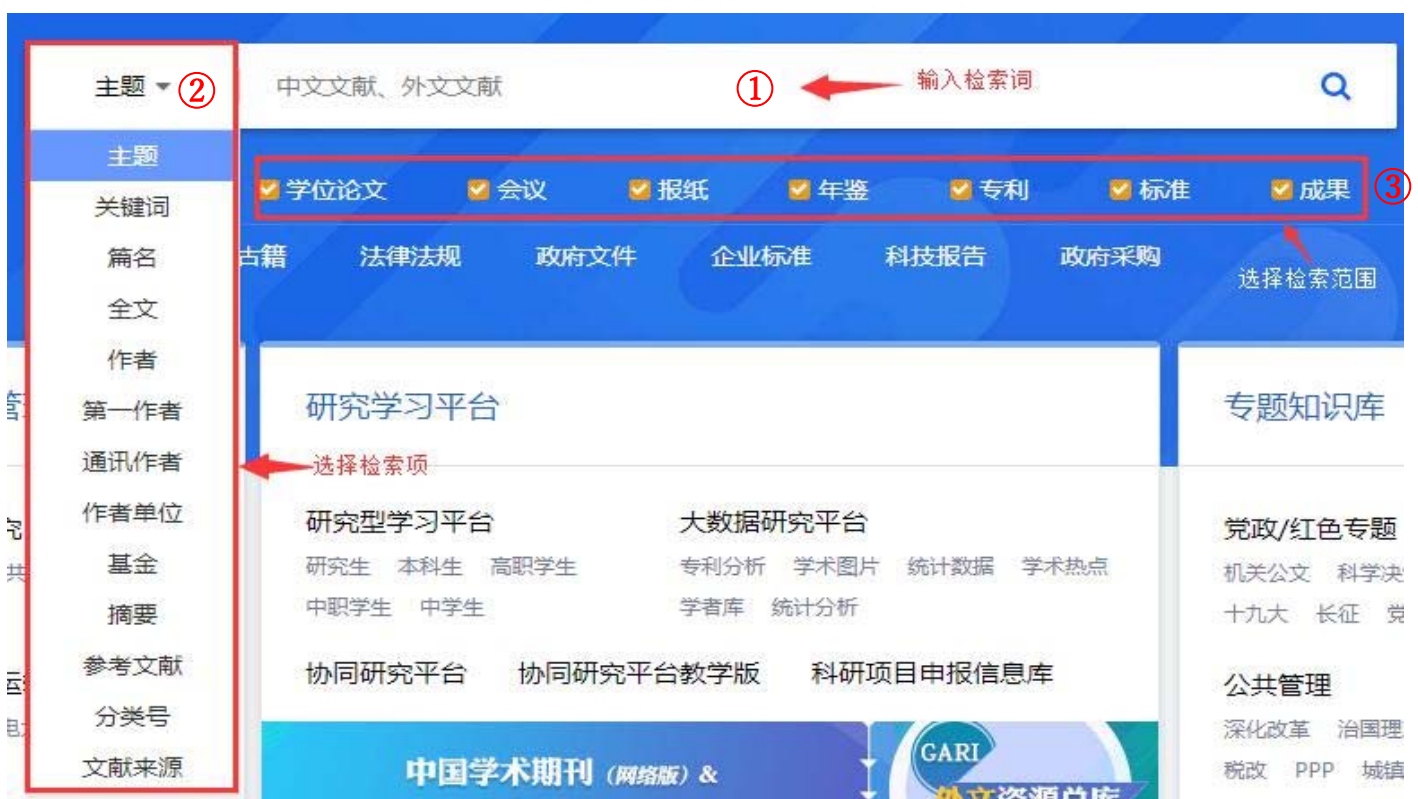 主题 ② 中文文献、外文文献 ① 输入检索词
主题
关键词
篇名
全文
作者
第一作者
通讯作者
作者单位
基金
摘要
参考文献
分类号
文献来源
学位论文 会议 报纸 年鉴 专利 标准 成果 ③
古籍 法律法规 政府文件 企业标准 科技报告 政府采购
选择检索范围
选择检索项
研究学习平台
研究型学习平台 大数据研究平台
研究生 本科生 高职学生 专利分析 学术图片 统计数据 学术热点
中职学生 中学生 学者库 统计分析
协同研究平台 协同研究平台教学版 科研项目申报信息库
中国学术期刊 (网络版) &
GARI
外文资源总库
专题知识库
党政/红色专题
机关公文 科学决
十九大 长征 党
公共管理
深化改革 治国理
税改 PPP 城镇